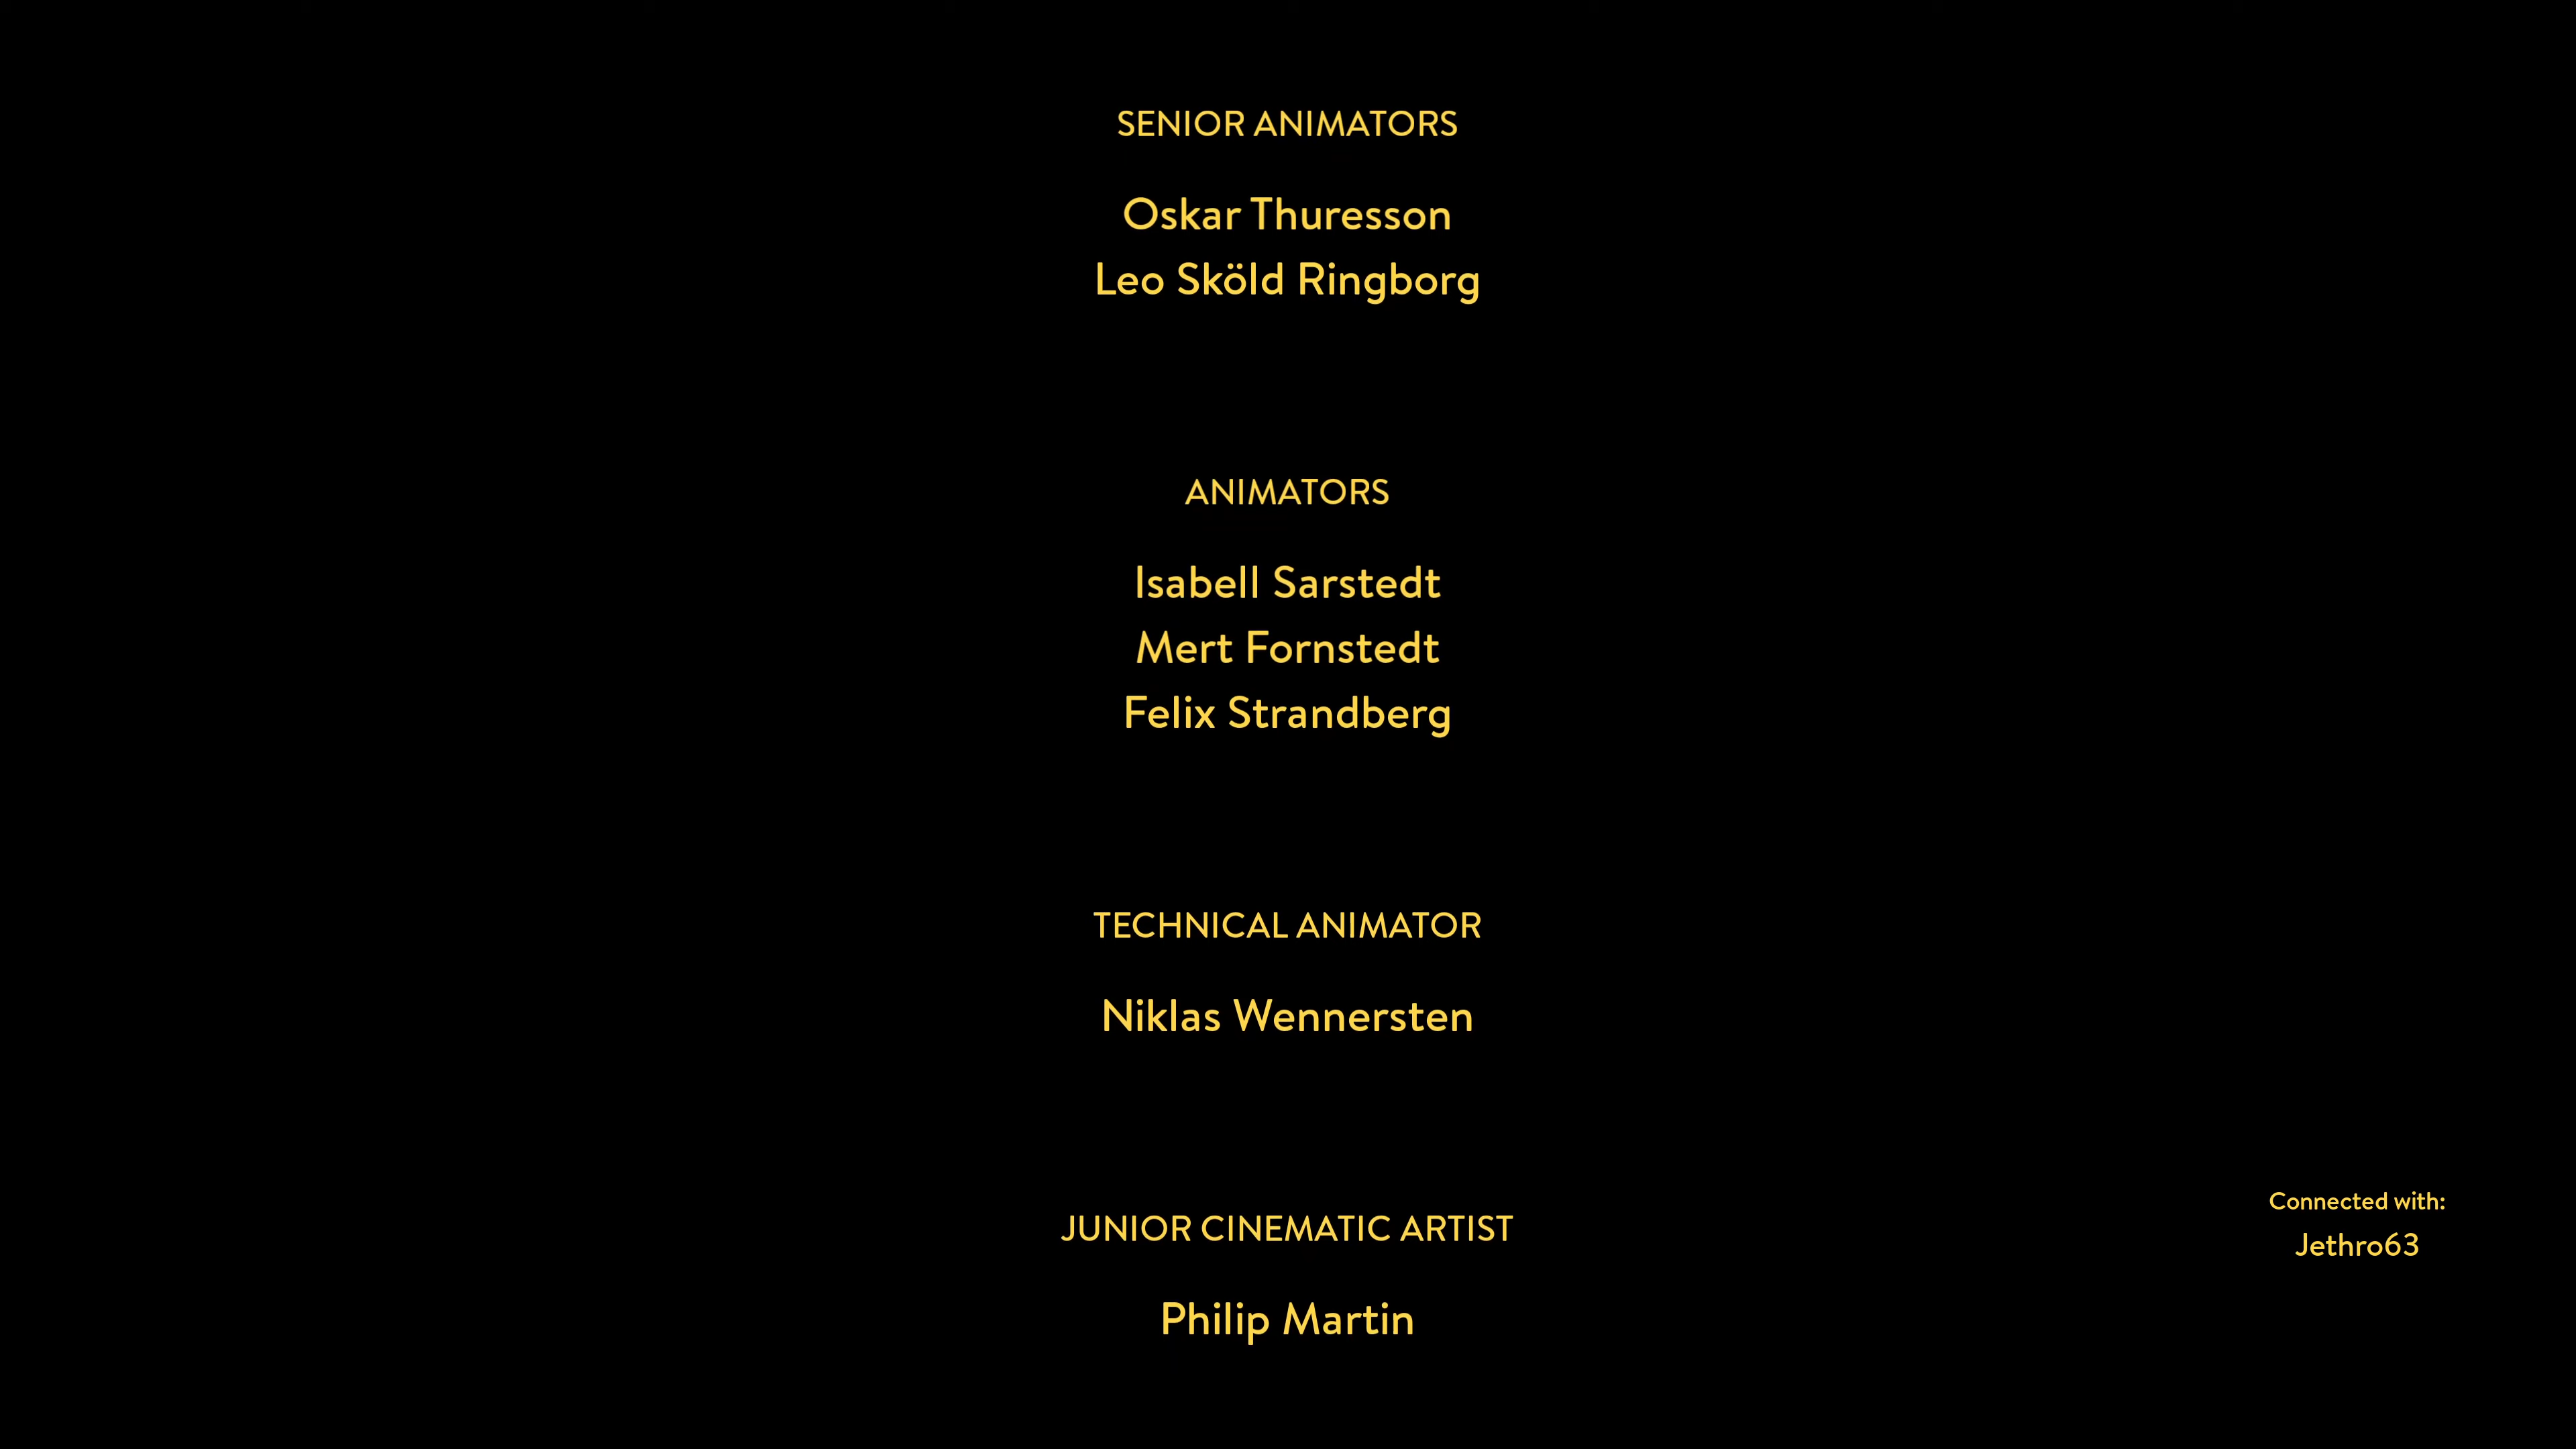 SENIOR ANIMATORS
Oskar Thuresson
Leo Sköld Ringborg
ANIMATORS
Isabell Sarstedt
Mert Fornstedt
Felix Strandberg
TECHNICAL ANIMATOR
Niklas Wennersten
JUNIOR CINEMATIC ARTIST
Philip Martin
Connected with:
Jethro63